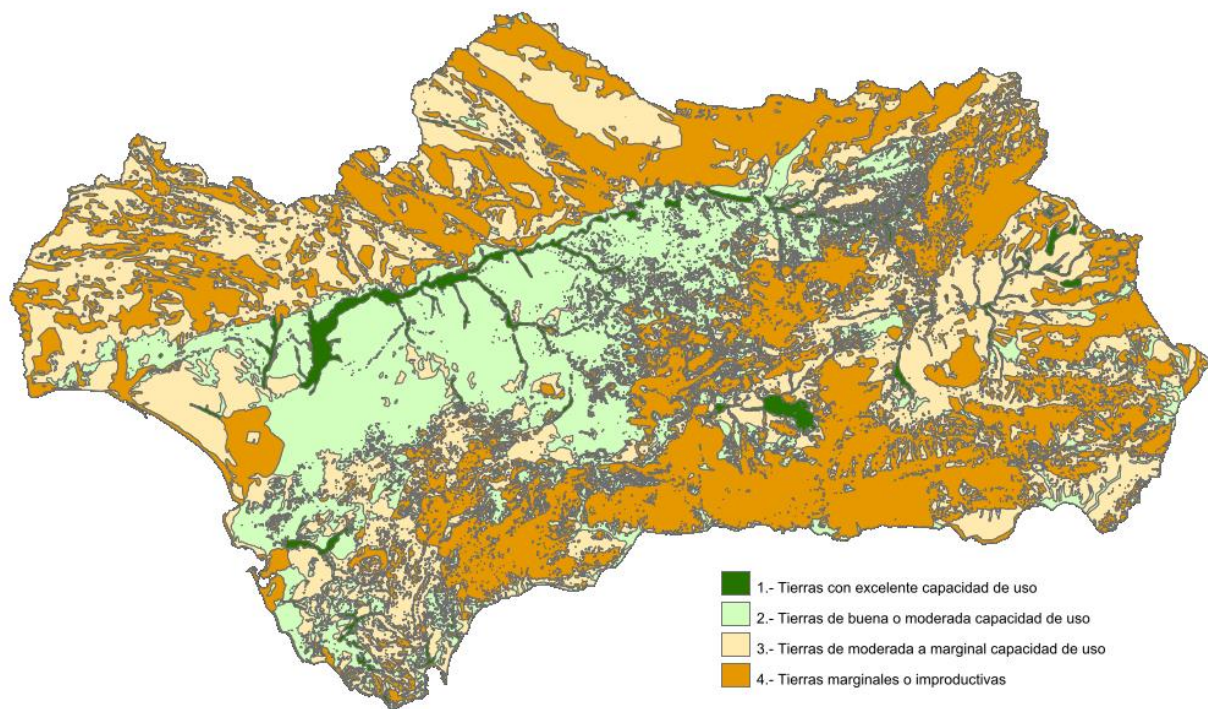 1.- Tierras con excelente capacidad de uso
2.- Tierras de buena o moderada capacidad de uso
3.- Tierras de moderada a marginal capacidad de uso
4.- Tierras marginales o improductivas